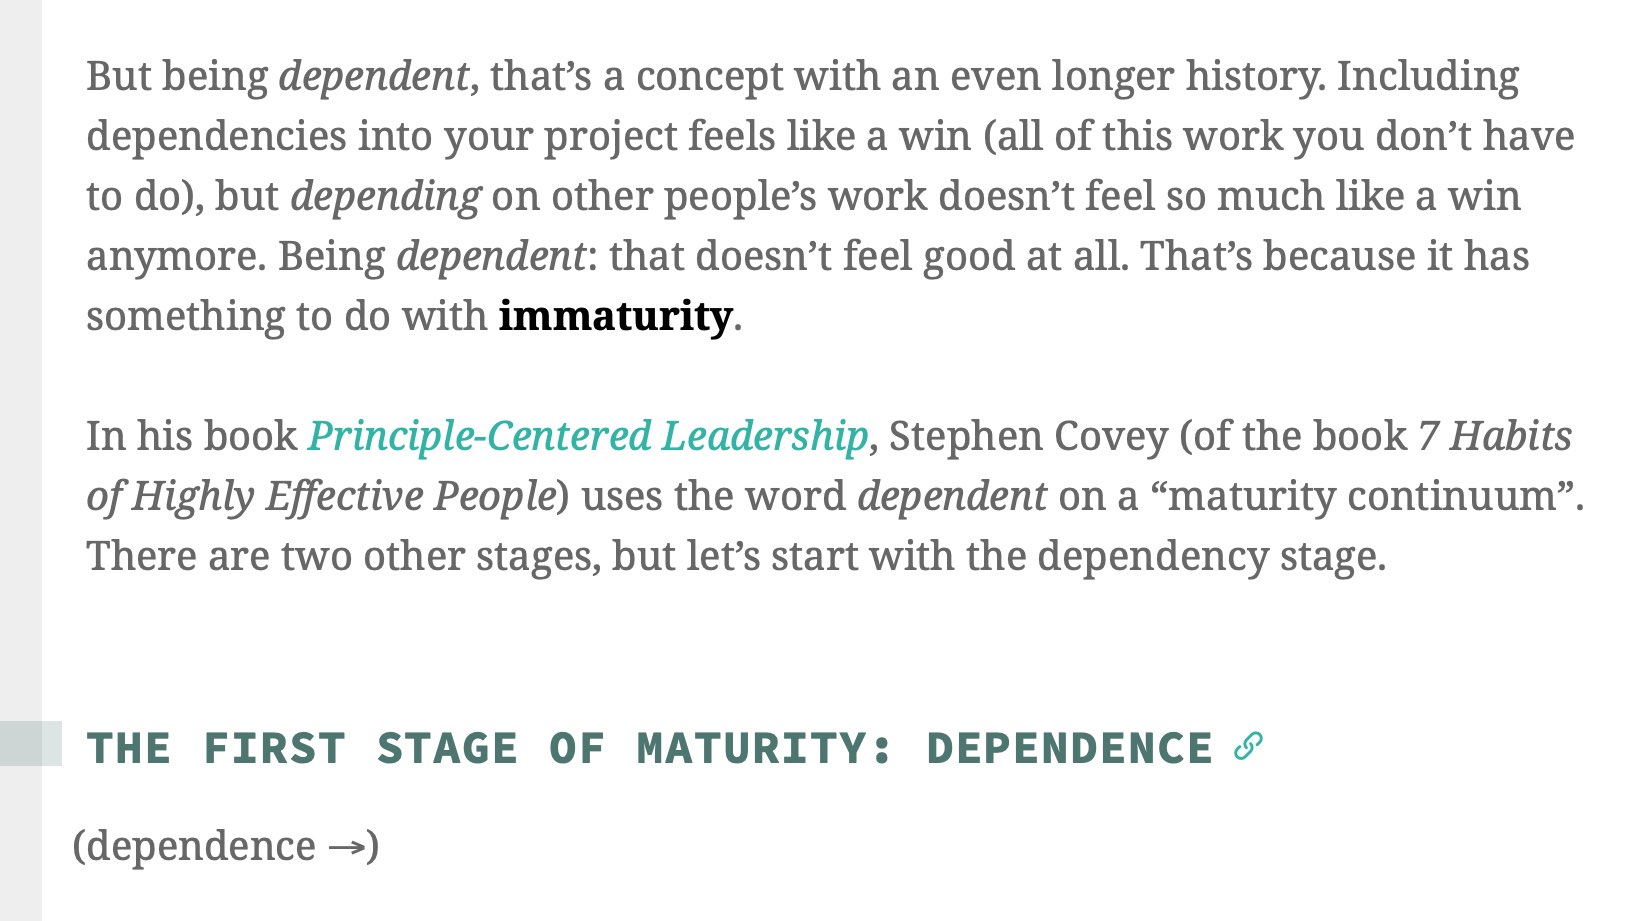 But being dependent, that’s a concept with an even longer history. Including
dependencies into your project feels like a win (all of this work you don’t have
to do), but depending on other people’s work doesn’t feel so much like a win
anymore. Being dependent: that doesn’t feel good at all. That’s because it has
something to do with immaturity.
In his book Principle-Centered Leadership, Stephen Covey (of the book 7 Habits
of Highly Effective People) uses the word dependent on a “maturity continuum”.
There are two other stages, but let’s start with the dependency stage.
THE FIRST STAGE OF MATURITY: DEPENDENCE
(dependence →)